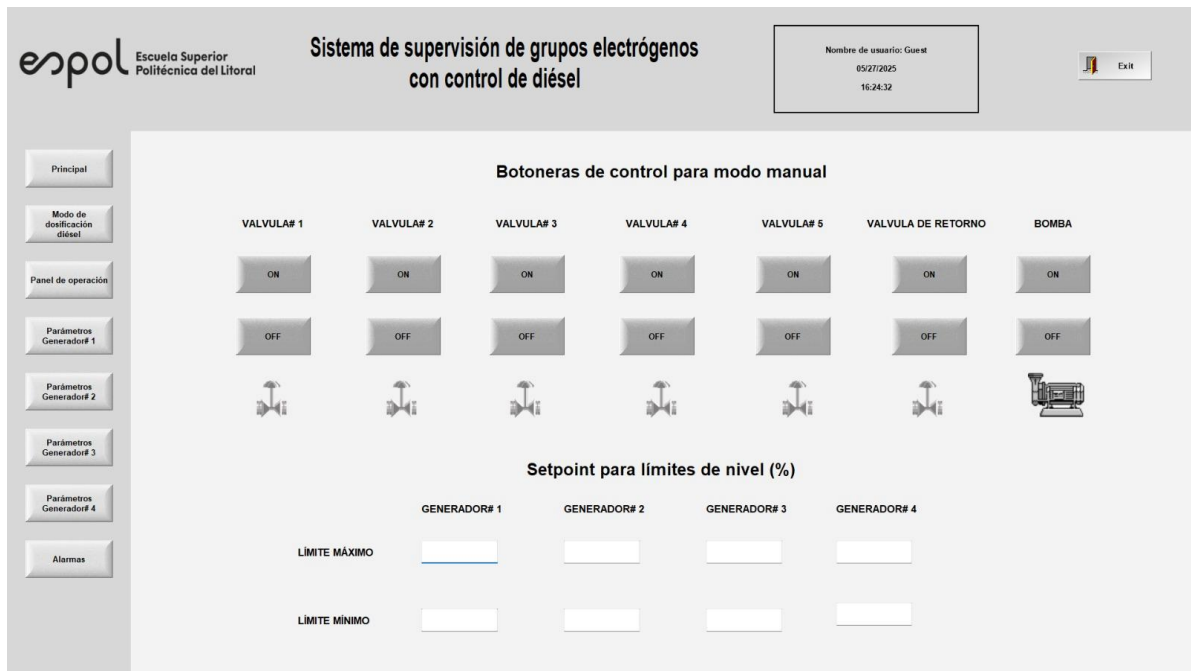 espol Escuela Superior
Politécnica del Litoral
Sistema de supervisión de grupos electrógenos
con control de diésel
Nombre de usuario: Guest
05/27/2025
16:24:32
Exit
Principal
Modo de
dosificación
diésel
Panel de operación
Parámetros
Generador# 1
Parámetros
Generador# 2
Parámetros
Generador# 3
Parámetros
Generador# 4
Alarmas
Botoneras de control para modo manual
VALVULA# 1 VALVULA# 2 VALVULA# 3 VALVULA# 4 VALVULA# 5 VALVULA DE RETORNO BOMBA
ON ON ON ON ON ON ON
OFF OFF OFF OFF OFF OFF OFF
Setpoint para límites de nivel (%)
GENERADOR# 1 GENERADOR# 2 GENERADOR# 3 GENERADOR# 4
LÍMITE MÁXIMO
LÍMITE MÍNIMO